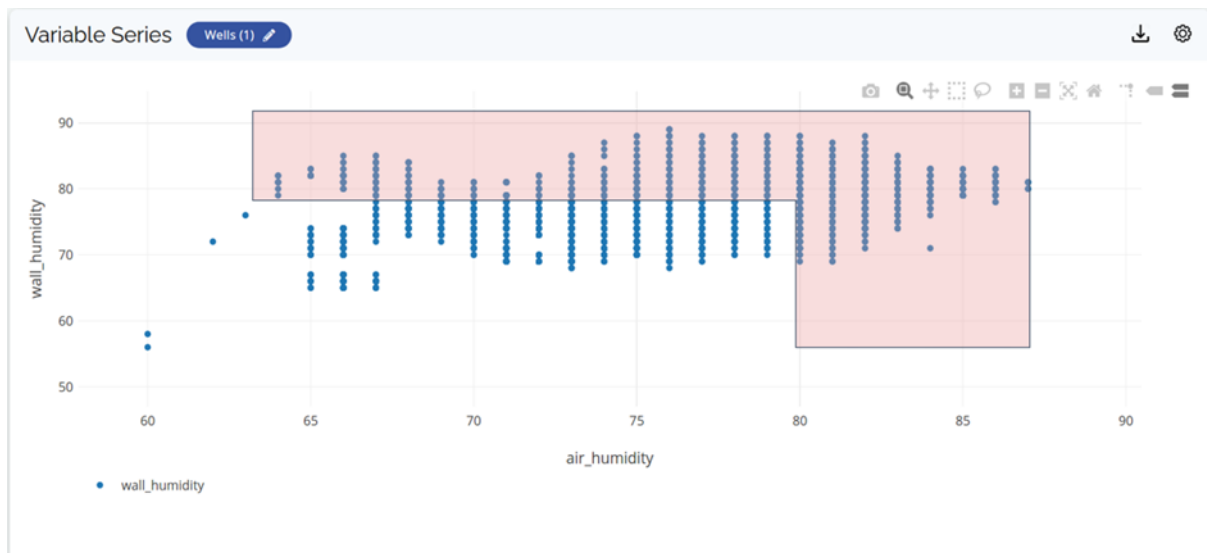 Variable Series
Wells (1)
90
80
70
60
50
wall_humidity
60 65 70 75 80 85 90
air_humidity
wall_humidity